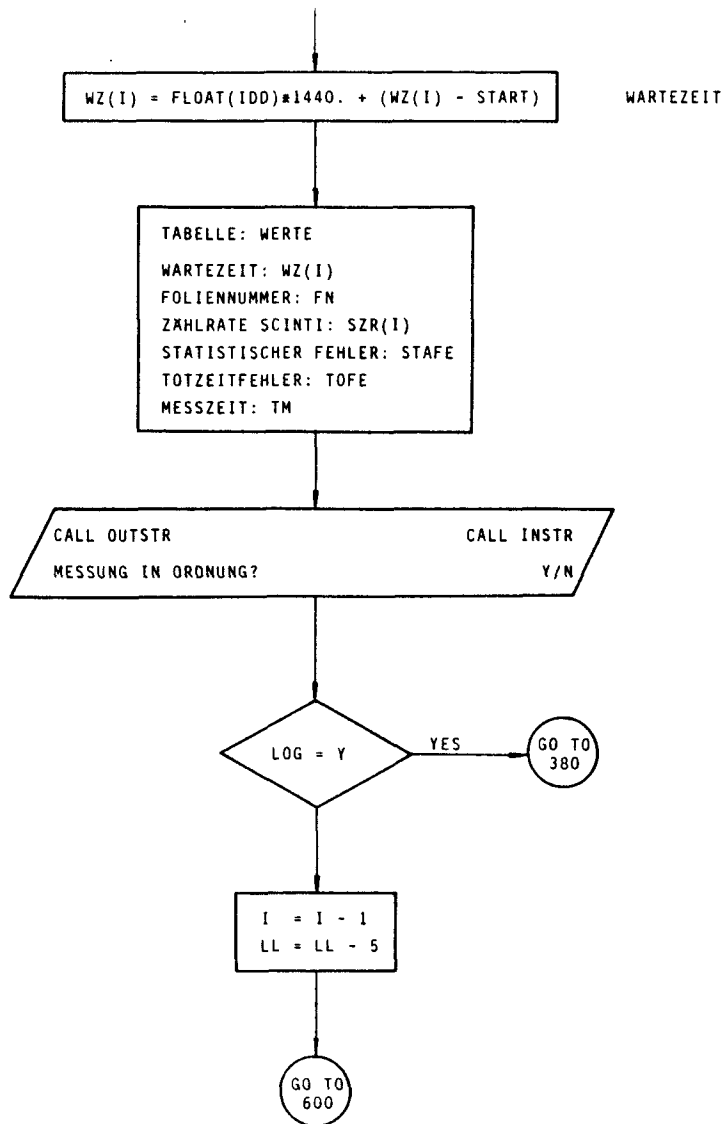 WZ(I) = FLOAT(IDD)*1440. + (WZ(I) - START)
WARTEZEIT
TABELLE: WERTE
WARTEZEIT: WZ(I)
FOLIENNUMMER: FN
ZÄHLRATE SCINTI: SZR(I)
STATISTISCHER FEHLER: STAFE
TOTZEITFEHLER: TOFE
MESSZEIT: TM
CALL OUTSTR CALL INSTR
MESSUNG IN ORDNUNG? Y/N
LOG = Y
YES
GO TO
380
I = I - 1
LL = LL - 5
GO TO
600